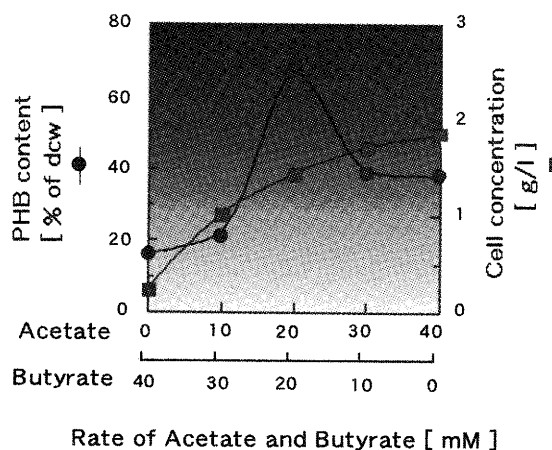 80
60
40
20
0
PHB content
[ % of dcw ]
3
2
1
0
Cell concentration
[ g/l ]
Acetate 0 10 20 30 40
Butyrate 40 30 20 10 0
Rate of Acetate and Butyrate [ mM ]